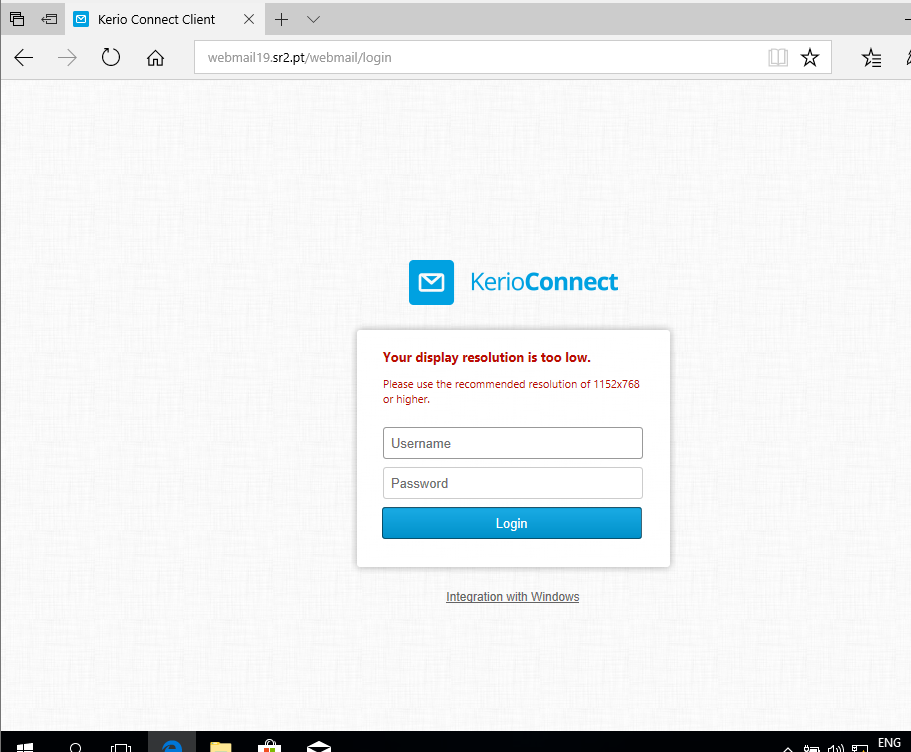 Kerio Connect Client
webmail19.sr2.pt/webmail/login
KerioConnect
Your display resolution is too low.
Please use the recommended resolution of 1152x768
or higher.
Username
Password
Login
Integration with Windows
ENG